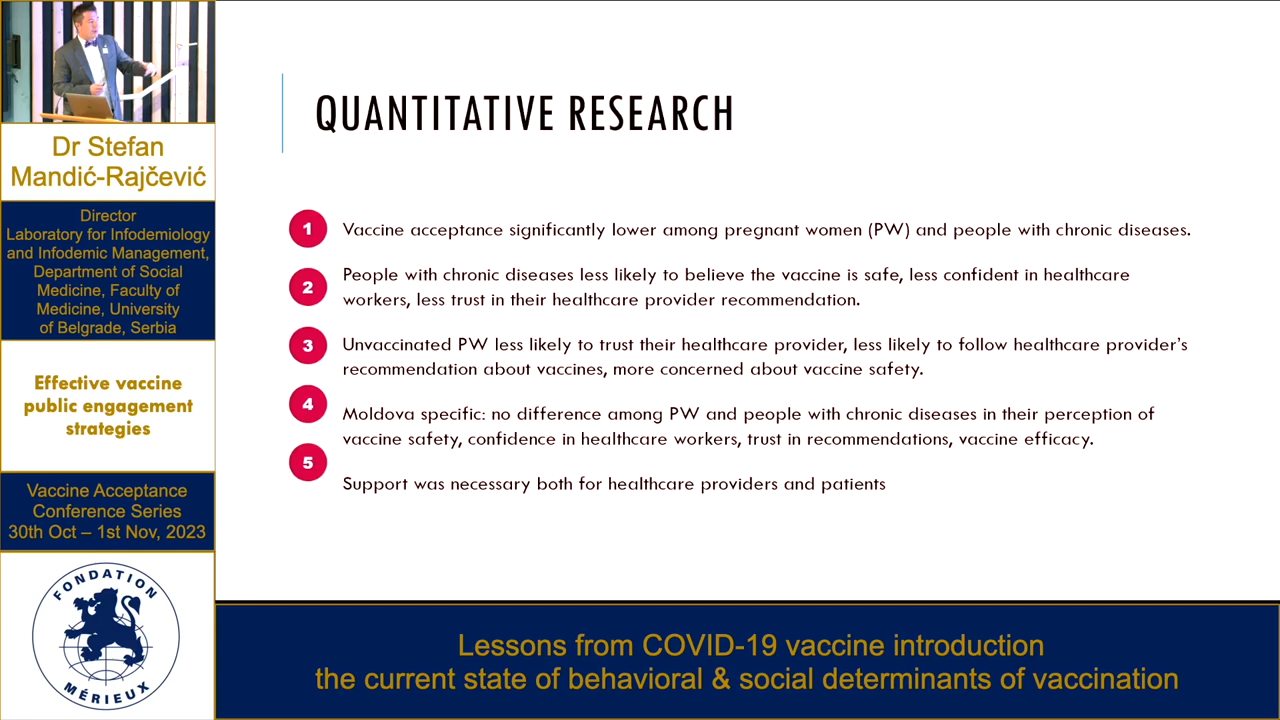 Dr Stefan
Mandić-Rajčević
Director
Laboratory for Infodemiology
and Infodemic Management,
Department of Social
Medicine, Faculty of
Medicine, University
of Belgrade, Serbia
Effective vaccine
public engagement
strategies
Vaccine Acceptance
Conference Series
30th Oct – 1st Nov, 2023
FONDATION
MÉRIEUX
QUANTITATIVE RESEARCH
1 Vaccine acceptance significantly lower among pregnant women (PW) and people with chronic diseases.
2 People with chronic diseases less likely to believe the vaccine is safe, less confident in healthcare
workers, less trust in their healthcare provider recommendation.
3 Unvaccinated PW less likely to trust their healthcare provider, less likely to follow healthcare provider's
recommendation about vaccines, more concerned about vaccine safety.
4 Moldova specific: no difference among PW and people with chronic diseases in their perception of
vaccine safety, confidence in healthcare workers, trust in recommendations, vaccine efficacy.
5 Support was necessary both for healthcare providers and patients
Lessons from COVID-19 vaccine introduction
the current state of behavioral & social determinants of vaccination